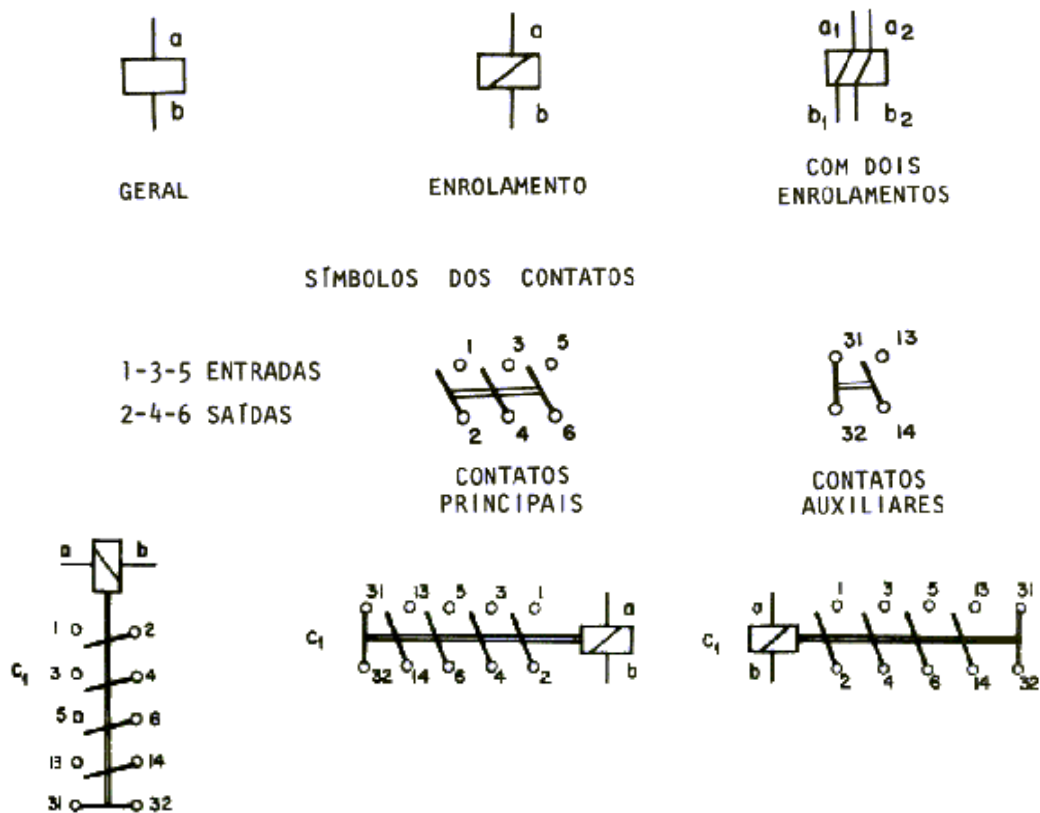 a a a1 a2
b b b1 b2
GERAL ENROLAMENTO COM DOIS
ENROLAMENTOS
SÍMBOLOS DOS CONTATOS
1-3-5 ENTRADAS
2-4-6 SAÍDAS
1 3 5
2 4 6
CONTATOS
PRINCIPAIS
31 13
32 14
CONTATOS
AUXILIARES
a b
1 2
C1 3 4
5 6
13 14
31 32
31 13 5 3 1 a
C1
32 14 6 4 2 b
a 1 3 5 13 31
C1
b 2 4 6 14 32